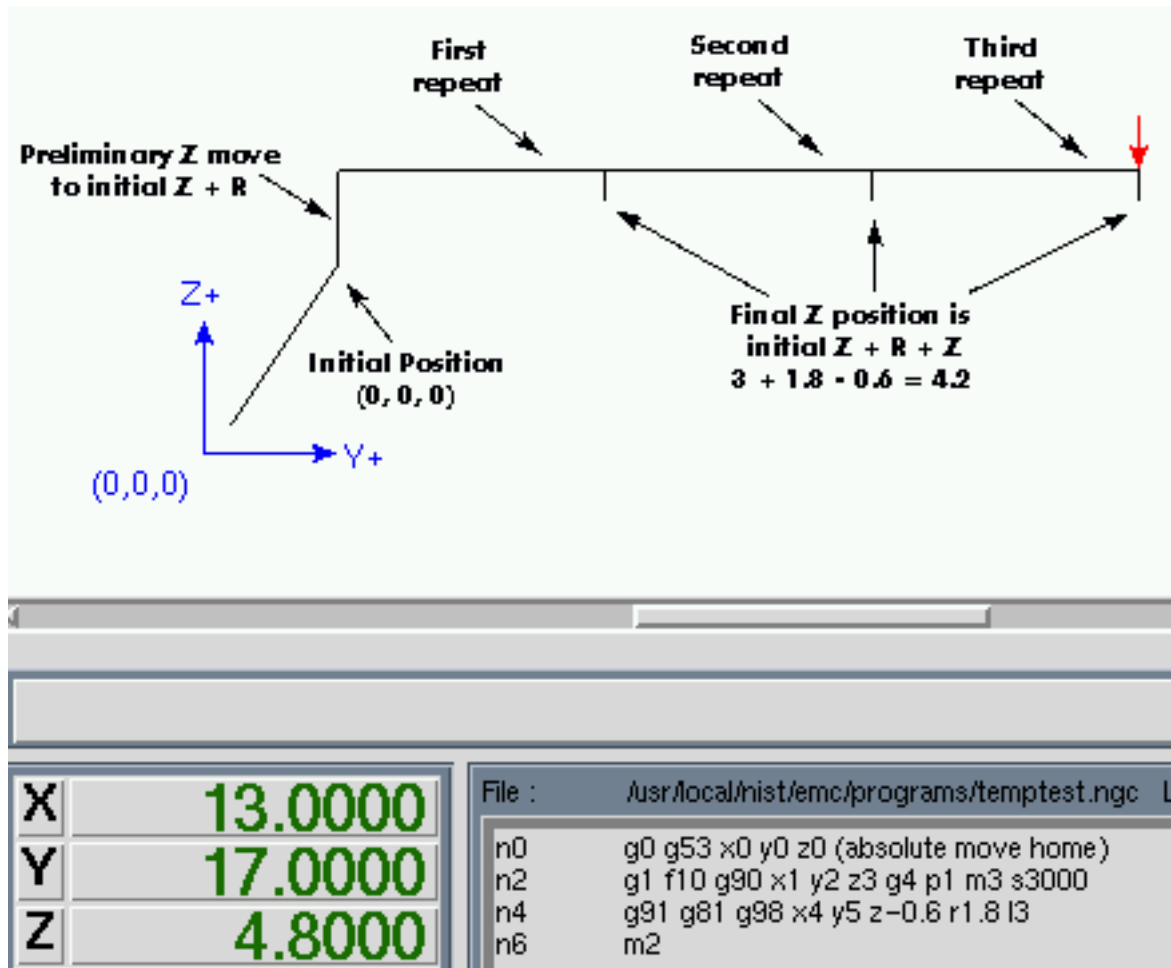 First
repeat
Second
repeat
Third
repeat
Preliminary Z move
to initial Z + R
Z+
Initial Position
(0, 0, 0)
Final Z position is
initial Z + R + Z
3 + 1.8 - 0.6 = 4.2
Y+
(0,0,0)
X 13.0000
Y 17.0000
Z 4.8000
File : /usr/local/nist/emc/programs/temptest.ngc L
n0 g0 g53 x0 y0 z0 (absolute move home)
n2 g1 f10 g90 x1 y2 z3 g4 p1 m3 s3000
n4 g91 g81 g98 x4 y5 z-0.6 r1.8 l3
n6 m2